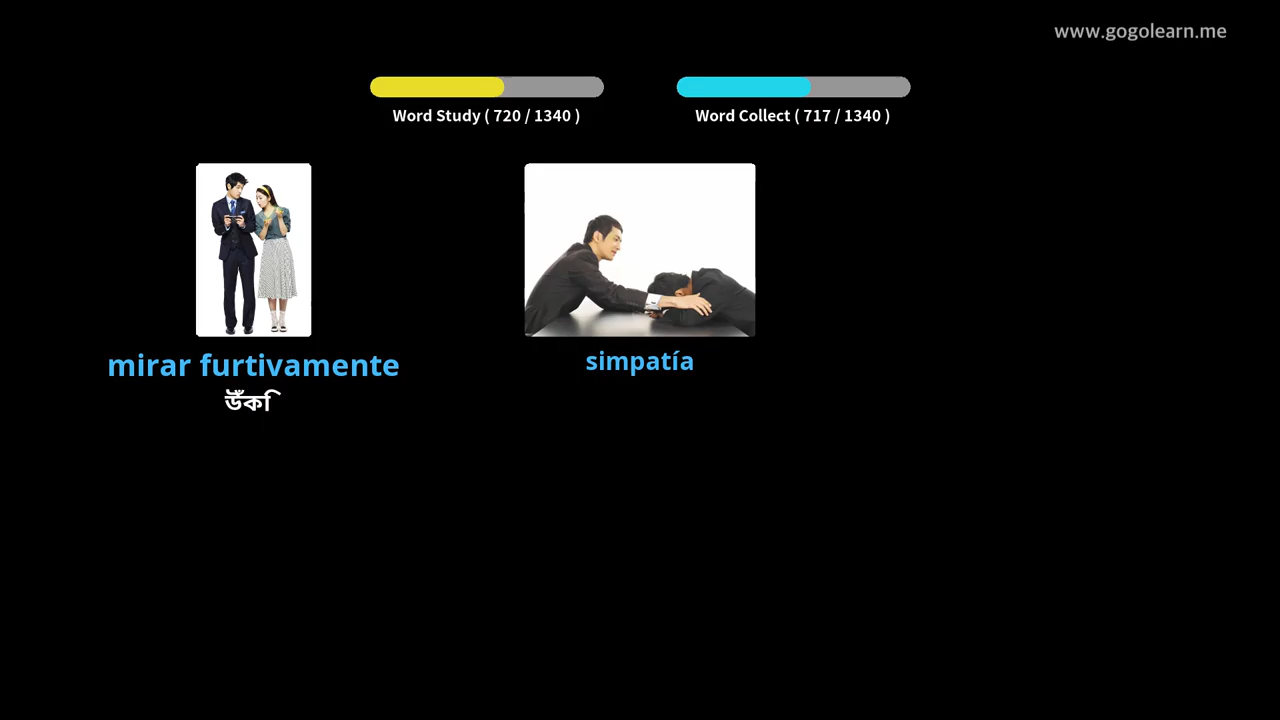 www.gogolearn.me
Word Study ( 720 / 1340 )
Word Collect ( 717 / 1340 )
mirar furtivamente
simpatía
উঁকি